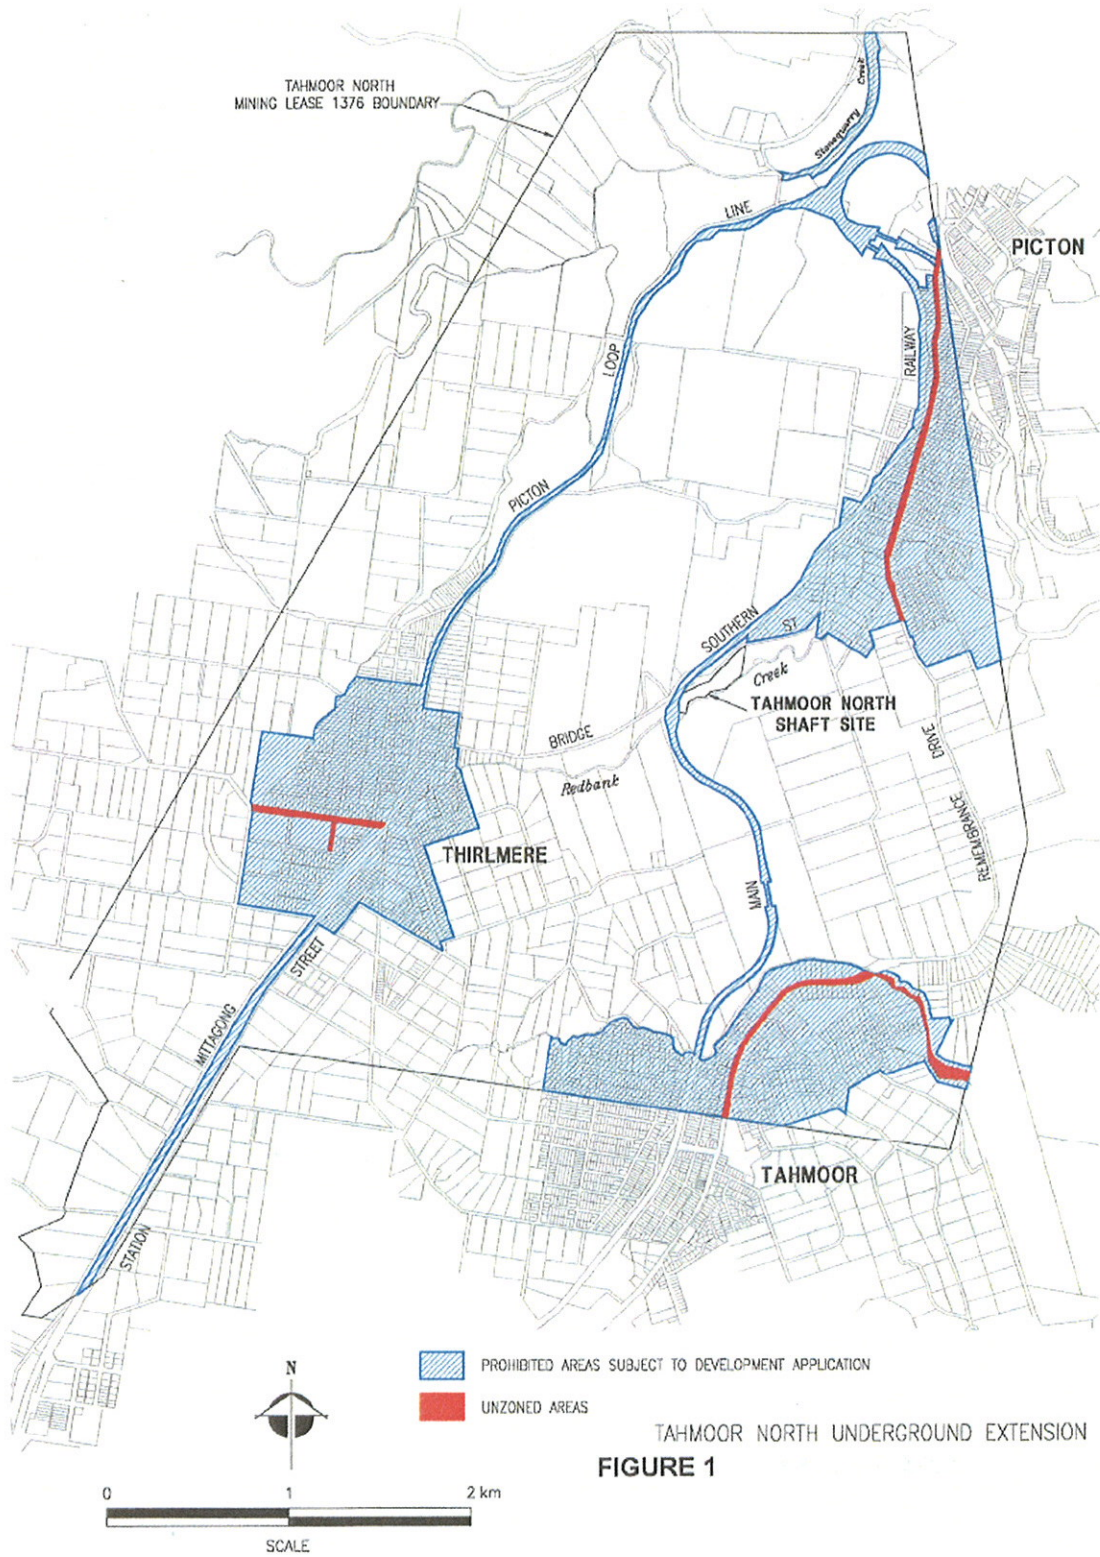 TAHMOOR NORTH
MINING LEASE 1376 BOUNDARY
Creek
Stonequarry
LINE
PICTON
RAILWAY
LOOP
PICTON
SOUTHERN
ST
Creek
TAHMOOR NORTH
SHAFT SITE
BRIDGE
DRIVE
Redbank
REMEMBRANCE
THIRLMERE
MAIN
STREET
MITTAGONG
TAHMOOR
STATION
N
PROHIBITED AREAS SUBJECT TO DEVELOPMENT APPLICATION
UNZONED AREAS
TAHMOOR NORTH UNDERGROUND EXTENSION
FIGURE 1
0 1 2 km
SCALE